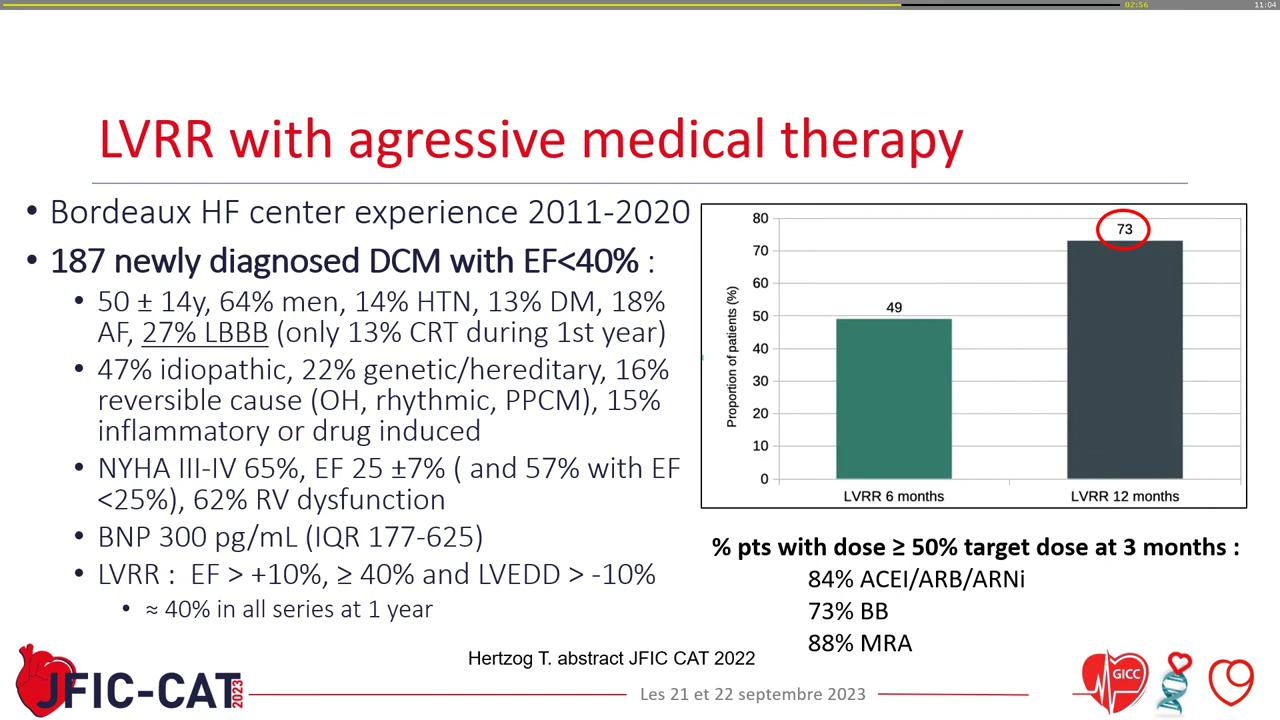 02:56
11:04
LVRR with agressive medical therapy
• Bordeaux HF center experience 2011-2020
• 187 newly diagnosed DCM with EF<40% :
• 50 ± 14y, 64% men, 14% HTN, 13% DM, 18%
AF, 27% LBBB (only 13% CRT during 1st year)
• 47% idiopathic, 22% genetic/hereditary, 16%
reversible cause (OH, rhythmic, PPCM), 15%
inflammatory or drug induced
• NYHA III-IV 65%, EF 25 ±7% ( and 57% with EF
<25%), 62% RV dysfunction
• BNP 300 pg/mL (IQR 177-625)
• LVRR : EF > +10%, ≥ 40% and LVEDD > -10%
• ≈ 40% in all series at 1 year
Proportion of patients (%)
80
70
60
50
40
30
20
10
0
49
73
LVRR 6 months
LVRR 12 months
% pts with dose ≥ 50% target dose at 3 months :
84% ACEI/ARB/ARNi
73% BB
88% MRA
Hertzog T. abstract JFIC CAT 2022
JFIC-CAT 2023
Les 21 et 22 septembre 2023
GICC